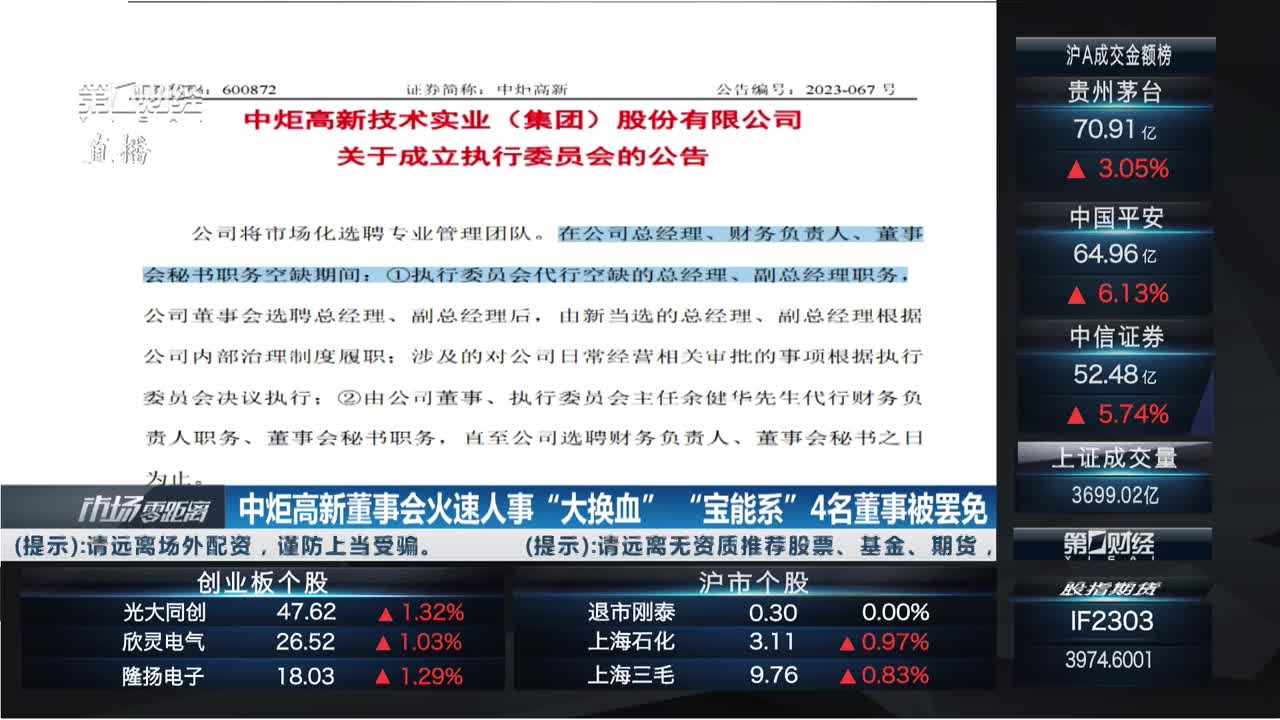 600872 证券简称：中炬高新 公告编号：2023-067 号
第一财经
YICAI
直播
中炬高新技术实业（集团）股份有限公司
关于成立执行委员会的公告
公司将市场化选聘专业管理团队。在公司总经理、财务负责人、董事
会秘书职务空缺期间：①执行委员会代行空缺的总经理、副总经理职务，
公司董事会选聘总经理、副总经理后，由新当选的总经理、副总经理根据
公司内部治理制度履职；涉及的对公司日常经营相关审批的事项根据执行
委员会决议执行；②由公司董事、执行委员会主任余健华先生代行财务负
责人职务、董事会秘书职务，直至公司选聘财务负责人、董事会秘书之日
为止。
市场零距离
中炬高新董事会火速人事“大换血” “宝能系”4名董事被罢免
(提示):请远离场外配资，谨防上当受骗。 (提示):请远离无资质推荐股票、基金、期货，
创业板个股
光大同创 47.62 ▲ 1.32%
欣灵电气 26.52 ▲ 1.03%
隆扬电子 18.03 ▲ 1.29%
沪市个股
退市刚泰 0.30 0.00%
上海石化 3.11 ▲ 0.97%
上海三毛 9.76 ▲ 0.83%
沪A成交金额榜
贵州茅台
70.91亿
▲ 3.05%
中国平安
64.96亿
▲ 6.13%
中信证券
52.48亿
▲ 5.74%
上证成交量
3699.02亿
第一财经
YICAI
股指期货
IF2303
3974.6001